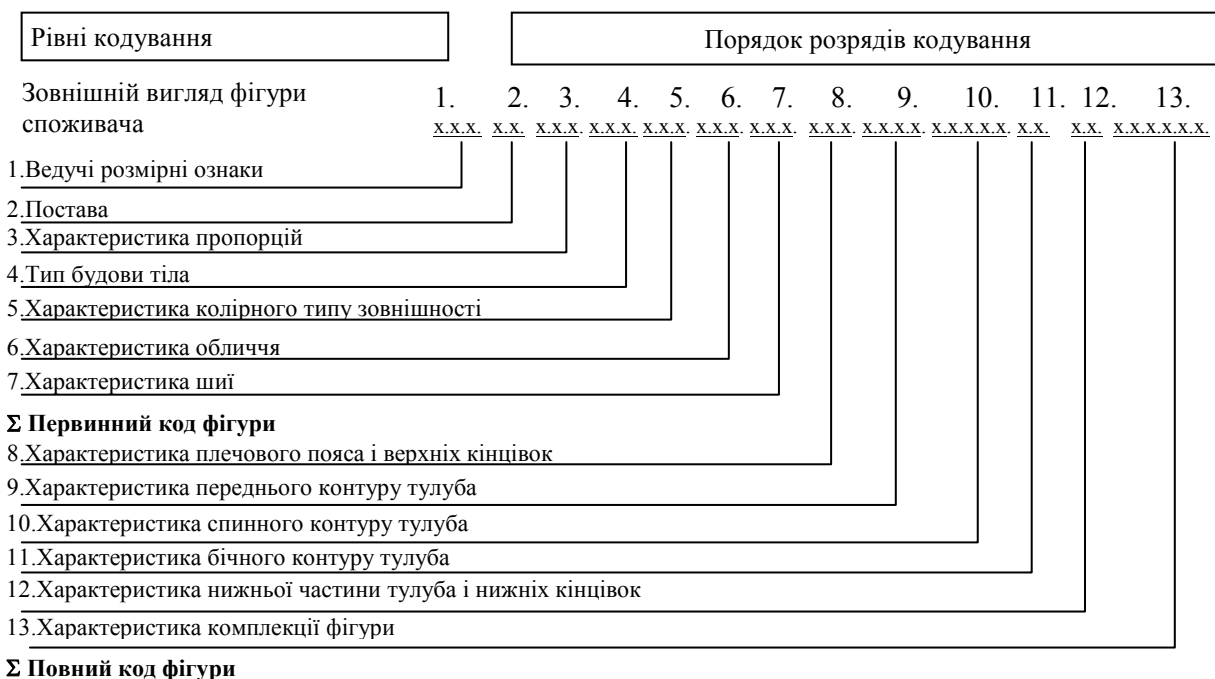 Рівні кодування
Порядок розрядів кодування
Зовнішній вигляд фігури 1. 2. 3. 4. 5. 6. 7. 8. 9. 10. 11. 12. 13.
споживача х.х.х. х.х. х.х.х. х.х.х. х.х.х. х.х.х. х.х.х. х.х.х. х.х.х.х. х.х.х.х.х. х.х. х.х. х.х.х.х.х.х.
1.Ведучі розмірні ознаки
2.Постава
3.Характеристика пропорцій
4.Тип будови тіла
5.Характеристика колірного типу зовнішності
6.Характеристика обличчя
7.Характеристика шиї
Σ Первинний код фігури
8.Характеристика плечового пояса і верхніх кінцівок
9.Характеристика переднього контуру тулуба
10.Характеристика спинного контуру тулуба
11.Характеристика бічного контуру тулуба
12.Характеристика нижньої частини тулуба і нижніх кінцівок
13.Характеристика комплекції фігури
Σ Повний код фігури